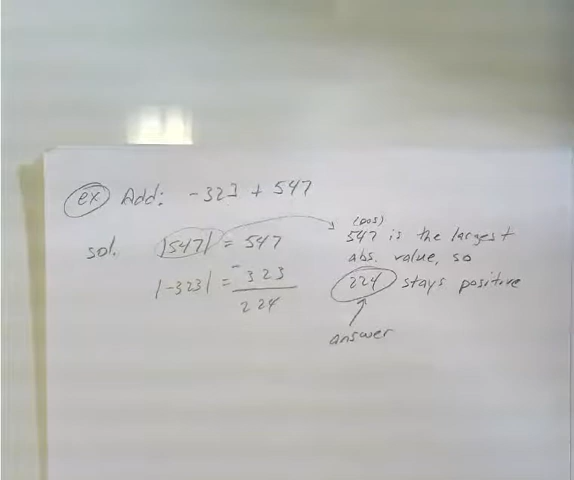 ex Add: -323 + 547
sol. |547| = 547
|-323| = - 323
224
(pos)
547 is the largest
abs. value, so
224 stays positive
answer